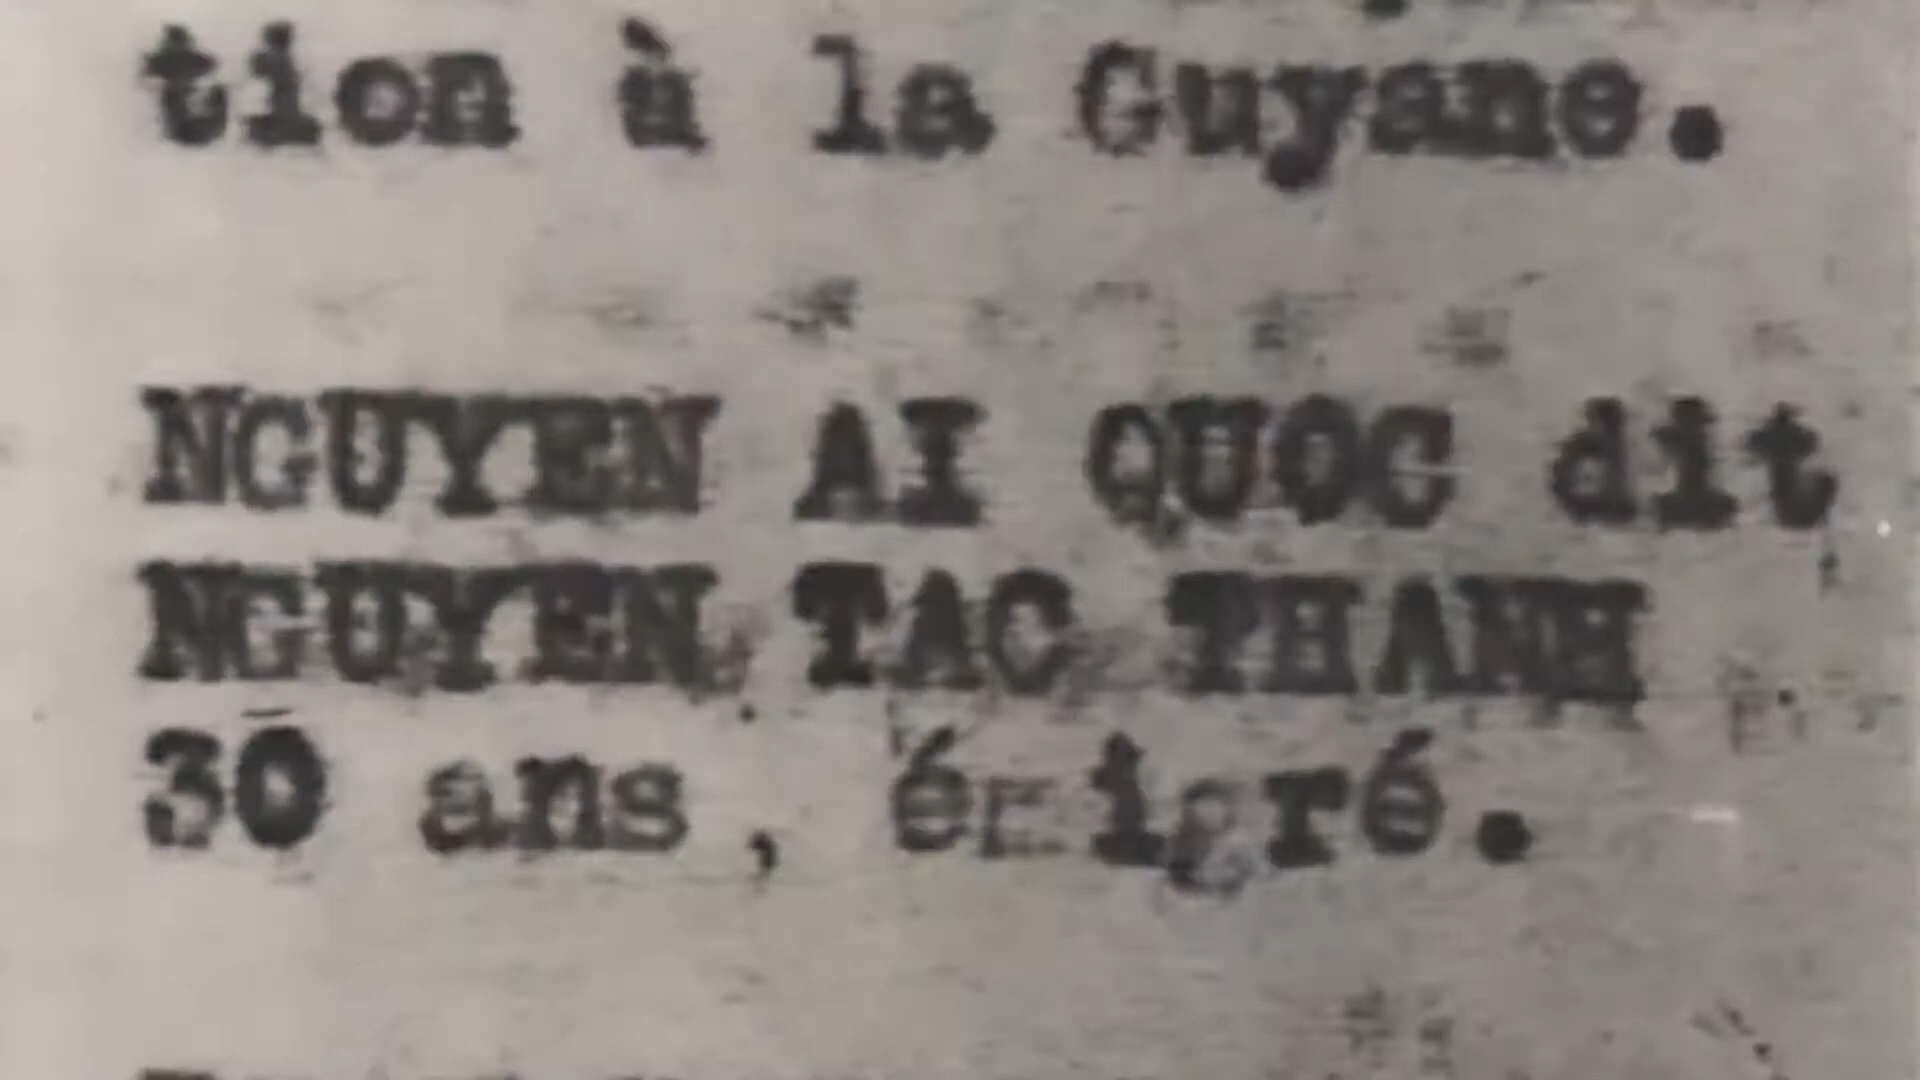 tion à la Guyane.
NGUYEN AI QUOC dit
NGUYEN TAC THANH
30 ans, émigré.